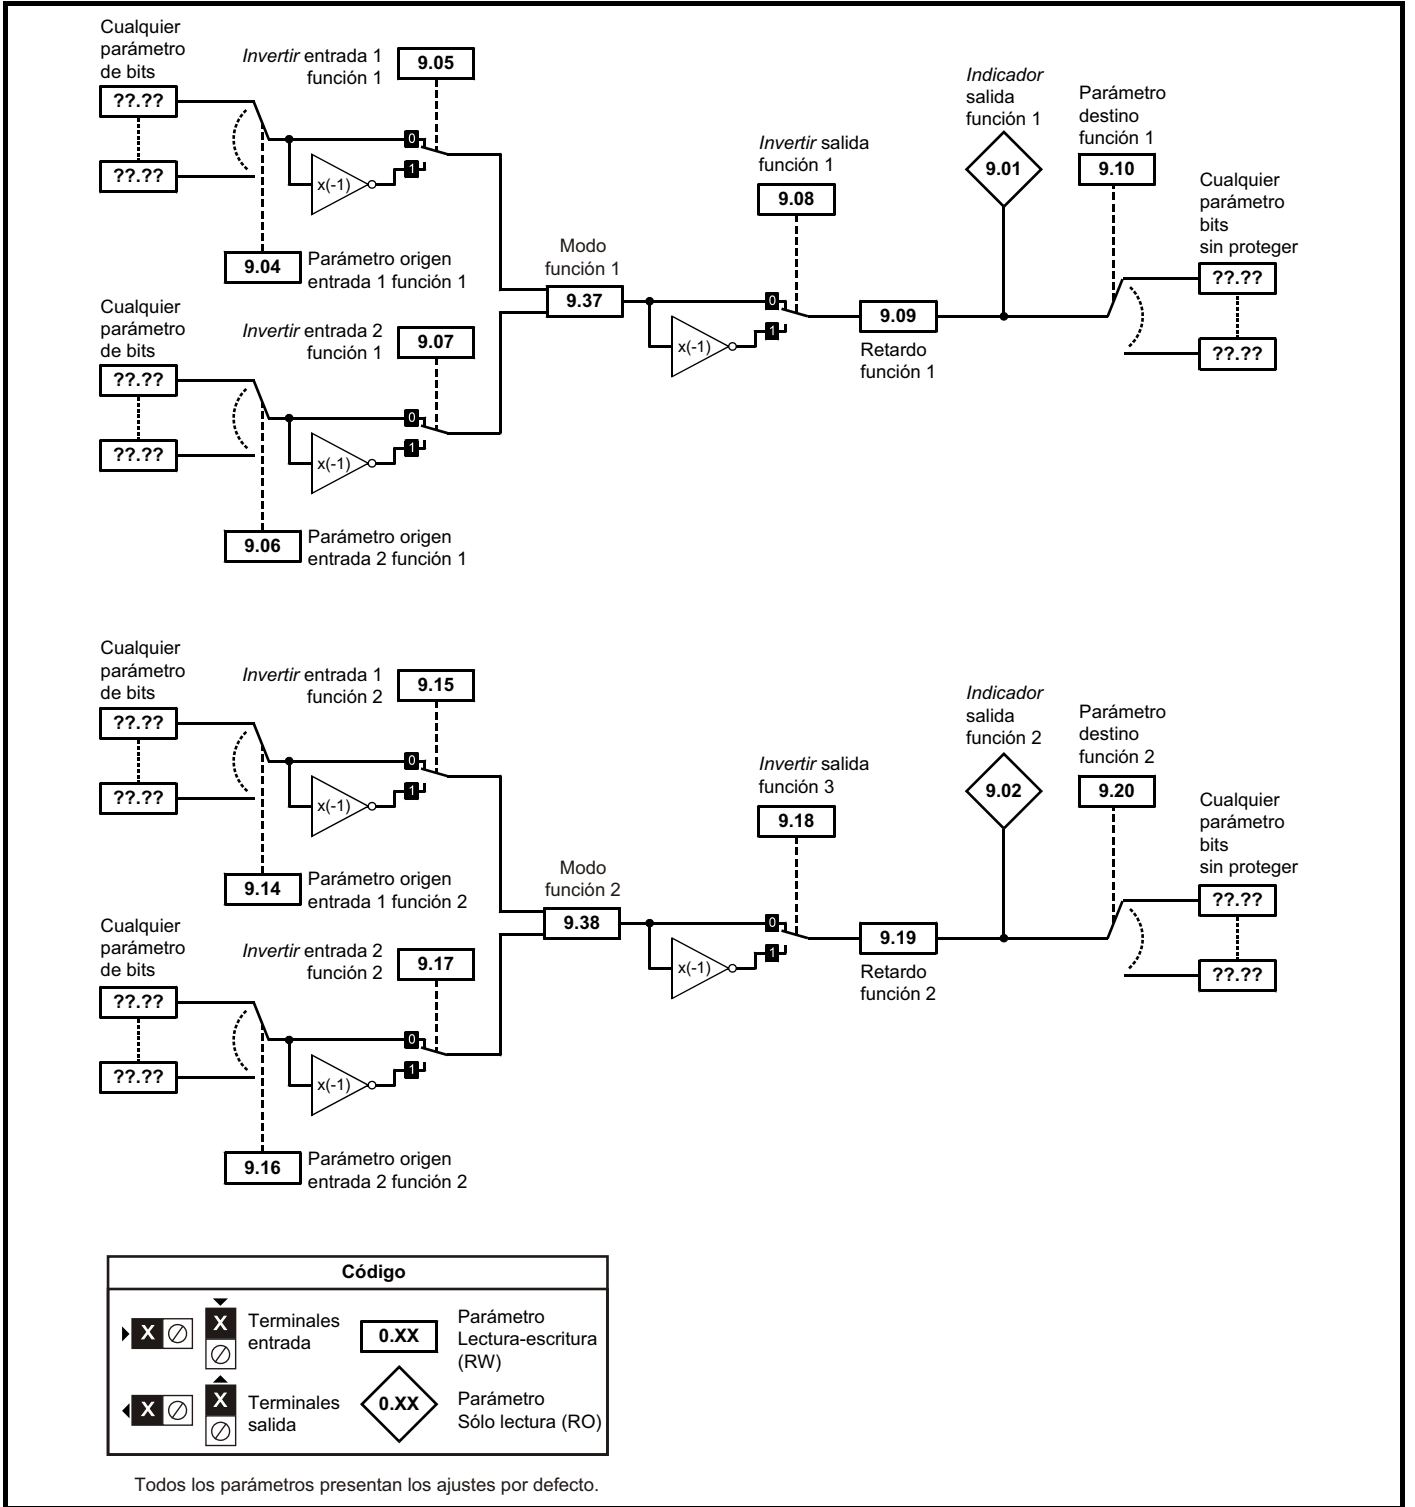 Cualquier
parámetro
de bits
??.??
??.??
Invertir entrada 1
función 1
9.05
0
1
x(-1)
9.04
Parámetro origen
entrada 1 función 1
Cualquier
parámetro
de bits
??.??
??.??
Invertir entrada 2
función 1
9.07
0
1
x(-1)
9.06
Parámetro origen
entrada 2 función 1
Modo
función 1
9.37
x(-1)
Invertir salida
función 1
9.08
0
1
9.09
Retardo
función 1
Indicador
salida
función 1
9.01
Parámetro
destino
función 1
9.10
Cualquier
parámetro
bits
sin proteger
??.??
??.??
Cualquier
parámetro
de bits
??.??
??.??
Invertir entrada 1
función 2
9.15
0
1
x(-1)
9.14
Parámetro origen
entrada 1 función 2
Cualquier
parámetro
de bits
??.??
??.??
Invertir entrada 2
función 2
9.17
0
1
x(-1)
9.16
Parámetro origen
entrada 2 función 2
Modo
función 2
9.38
x(-1)
Invertir salida
función 3
9.18
0
1
9.19
Retardo
función 2
Indicador
salida
función 2
9.02
Parámetro
destino
función 2
9.20
Cualquier
parámetro
bits
sin proteger
??.??
??.??
Código
X
X
Terminales
entrada
0.XX
Parámetro
Lectura-escritura
(RW)
X
X
Terminales
salida
0.XX
Parámetro
Sólo lectura (RO)
Todos los parámetros presentan los ajustes por defecto.